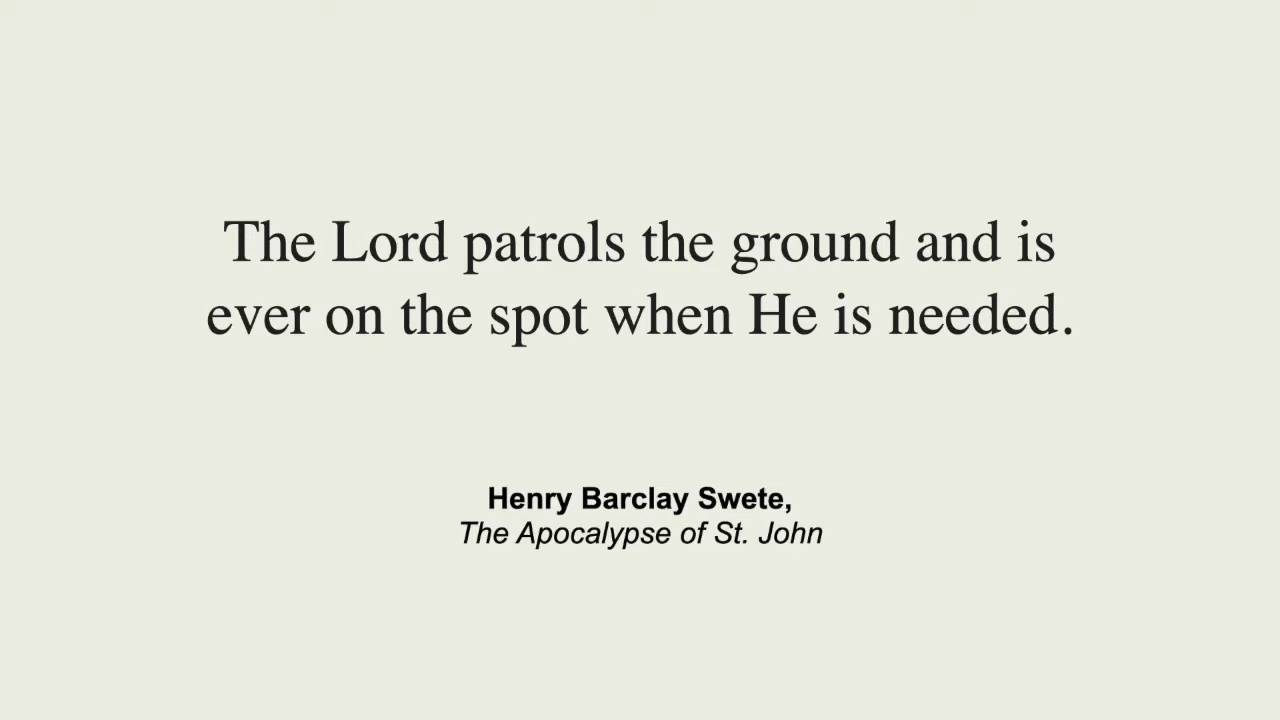 The Lord patrols the ground and is
ever on the spot when He is needed.
Henry Barclay Swete,
The Apocalypse of St. John